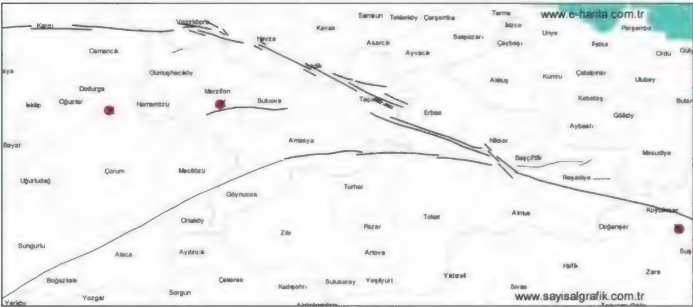 Samsun Tekkeköy Çarşamba Terme www.e-harita.com.tr
Kargı Vezirköprü Kavak İkizce Ünye Perşembe
Havza Asarcık Salıpazarı Çaybaşı Fatsa Ordu
Osmancık Ayvacık
Gümüşhacıköy Ladik Akkuş Kumru Çatalpınar Ulubey
Dodurga Merzifon
İskilip Oğuzlar Hamamözü Suluova Taşova Erbaa Kabataş Gölköy
Aybastı
Bayat Amasya Niksar Mesudiye
Başçiftlik
Uğurludağ Çorum Mecitözü Reşadiye
Göynücek Turhal
Ortaköy Tokat Almus Koyulhisar
Zile Pazar Doğanşar
Sungurlu Alaca Aydıncık Artova
Hafik Zara
Boğazkale Çekerek Kadışehri Sulusaray Yeşilyurt Yıldızeli
Yerköy Yozgat Sorgun Sivas www.sayisalgrafik.com.tr